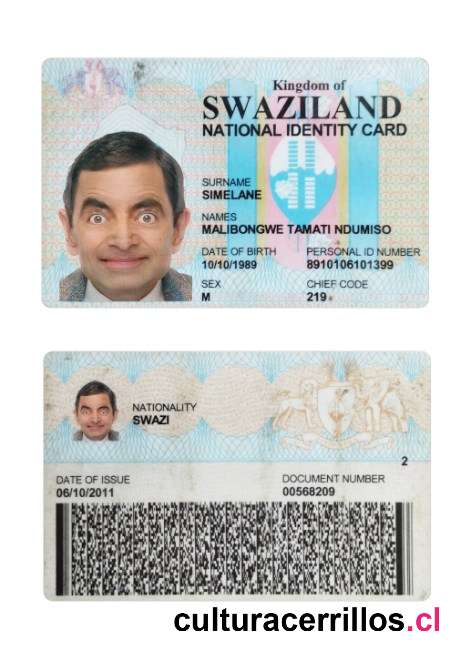 Kingdom of
SWAZILAND
NATIONAL IDENTITY CARD
SURNAME
SIMELANE
NAMES
MALIBONGWE TAMATI NDUMISO
DATE OF BIRTH PERSONAL ID NUMBER
10/10/1989 8910106101399
SEX CHIEF CODE
M 219
NATIONALITY
SWAZI
2
DATE OF ISSUE DOCUMENT NUMBER
06/10/2011 00568209
culturacerrillos.cl